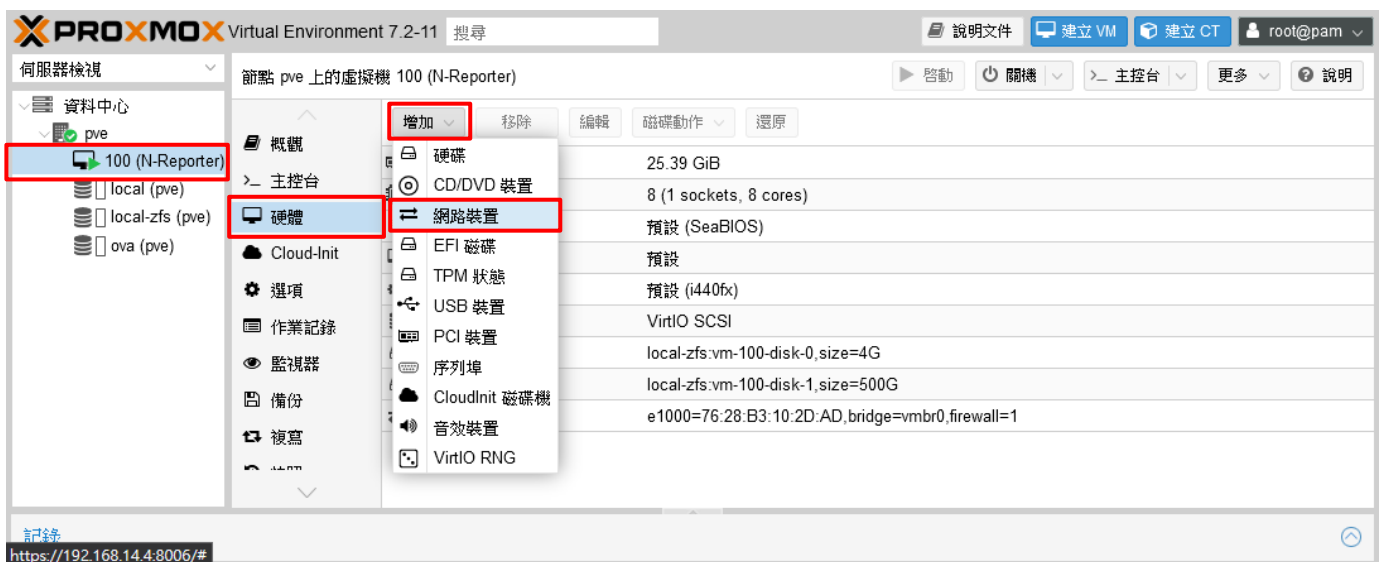 PROXMOX Virtual Environment 7.2-11 搜尋 說明文件 建立 VM 建立 CT root@pam
伺服器檢視
節點 pve 上的虛擬機 100 (N-Reporter) 啓動 關機 >_ 主控台 更多 說明
資料中心
pve
100 (N-Reporter)
local (pve)
local-zfs (pve)
ova (pve)
概觀
>_ 主控台
硬體
Cloud-Init
選項
作業記錄
監視器
備份
複寫
增加 移除 編輯 磁碟動作 還原
硬碟
CD/DVD 裝置
網路裝置
EFI 磁碟
TPM 狀態
USB 裝置
PCI 裝置
序列埠
CloudInit 磁碟機
音效裝置
VirtIO RNG
25.39 GiB
8 (1 sockets, 8 cores)
預設 (SeaBIOS)
預設
預設 (i440fx)
VirtIO SCSI
local-zfs:vm-100-disk-0,size=4G
local-zfs:vm-100-disk-1,size=500G
e1000=76:28:B3:10:2D:AD,bridge=vmbr0,firewall=1
記錄
https://192.168.14.4:8006/#